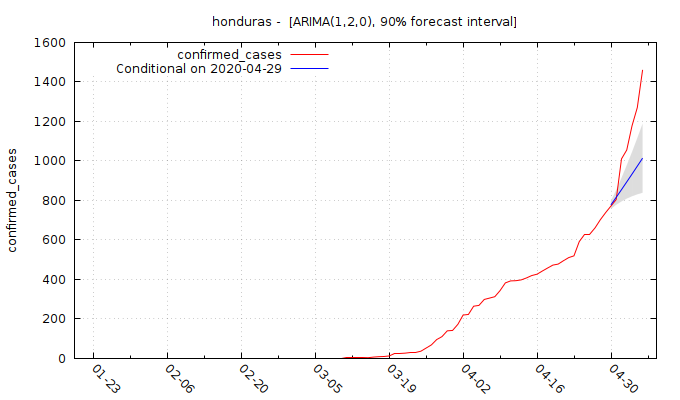 honduras - [ARIMA(1,2,0), 90% forecast interval]
confirmed_cases
Conditional on 2020-04-29
confirmed_cases
1600
1400
1200
1000
800
600
400
200
0
01-23 02-06 02-20 03-05 03-19 04-02 04-16 04-30